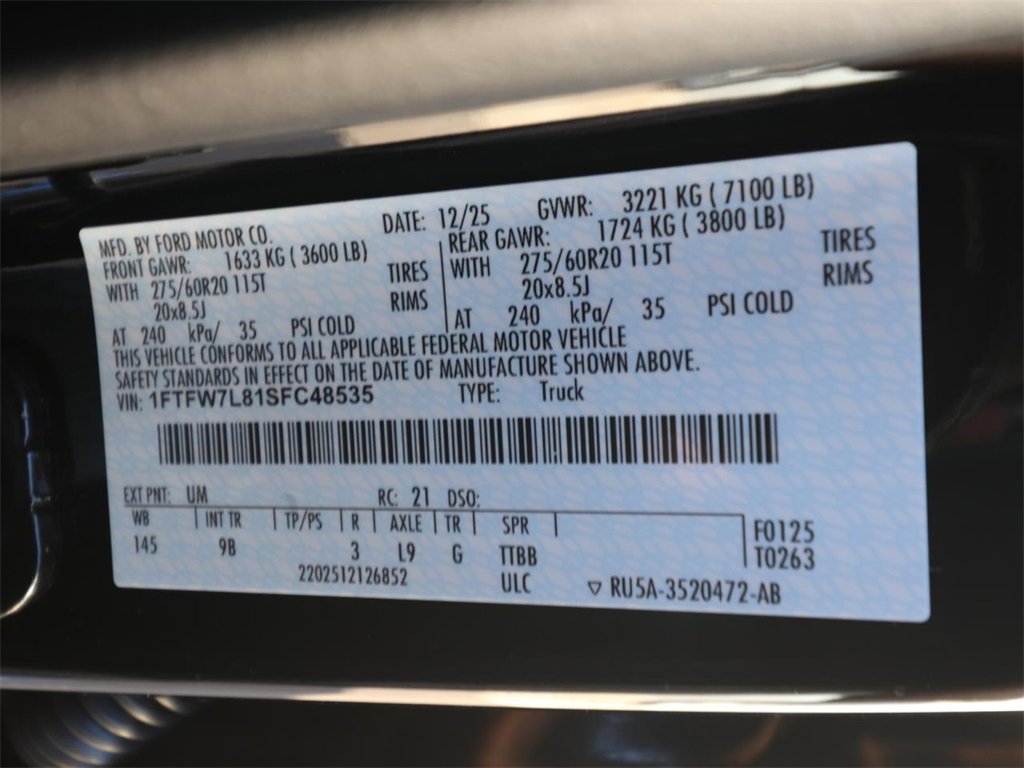 MFD. BY FORD MOTOR CO. DATE: 12/25 GVWR: 3221 KG ( 7100 LB)
FRONT GAWR: 1633 KG ( 3600 LB) REAR GAWR: 1724 KG ( 3800 LB)
WITH 275/60R20 115T TIRES WITH 275/60R20 115T TIRES
20x8.5J RIMS 20x8.5J RIMS
AT 240 kPa/ 35 PSI COLD AT 240 kPa/ 35 PSI COLD
THIS VEHICLE CONFORMS TO ALL APPLICABLE FEDERAL MOTOR VEHICLE
SAFETY STANDARDS IN EFFECT ON THE DATE OF MANUFACTURE SHOWN ABOVE.
VIN: 1FTFW7L81SFC48535 TYPE: Truck
EXT PNT: UM RC: 21 DSO:
WB INT TR TP/PS R AXLE TR SPR F0125
145 9B 3 L9 G TTBB T0263
2202512126852 ULC ▽ RU5A-3520472-AB